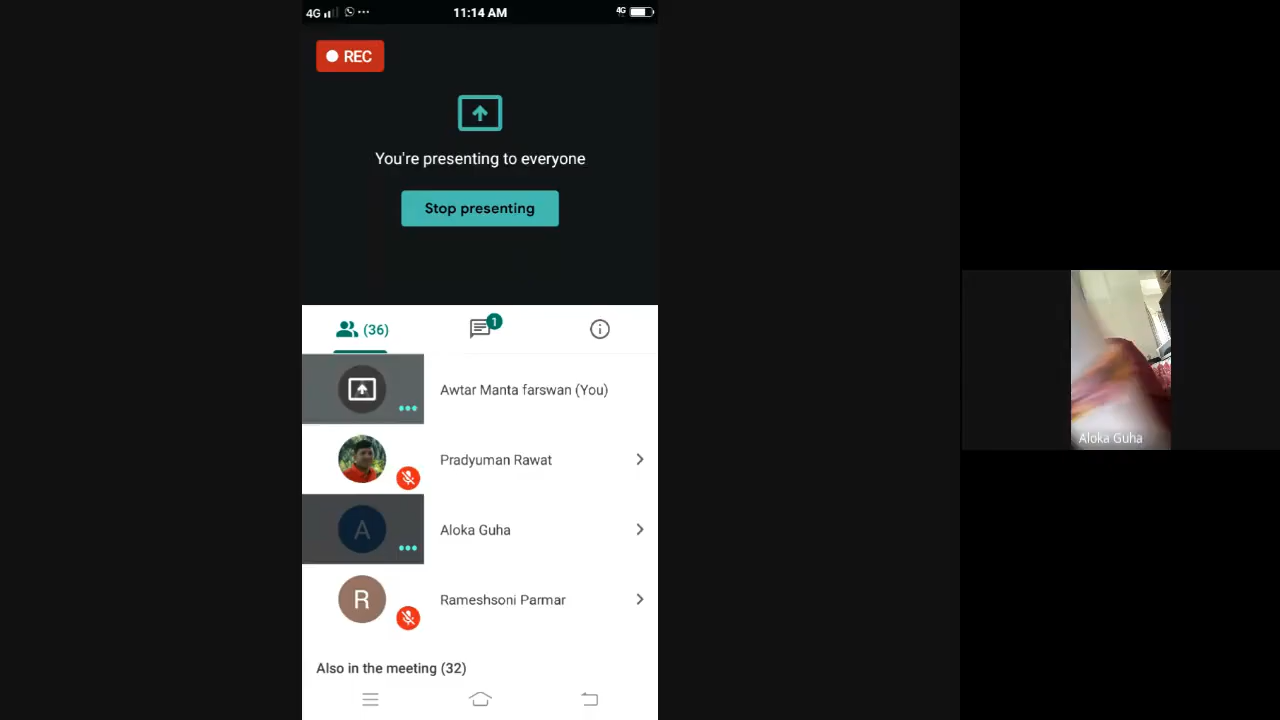 4G 11:14 AM 4G
REC
You're presenting to everyone
Stop presenting
(36) 1
Awtar Manta farswan (You)
Pradyuman Rawat
A Aloka Guha
R Rameshsoni Parmar
Also in the meeting (32)
Aloka Guha